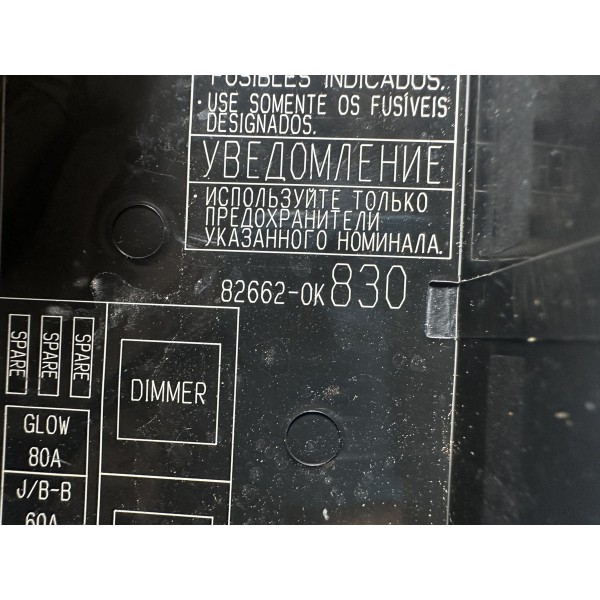 FUSIBLES INDICADOS.
· USE SOMENTE OS FUSÍVEIS
DESIGNADOS.
УВЕДОМЛЕНИЕ
· ИСПОЛЬЗУЙТЕ ТОЛЬКО
ПРЕДОХРАНИТЕЛИ
УКАЗАННОГО НОМИНАЛА.
82662-0K830
SPARE
SPARE
SPARE
DIMMER
GLOW
80A
J/B-B
60A